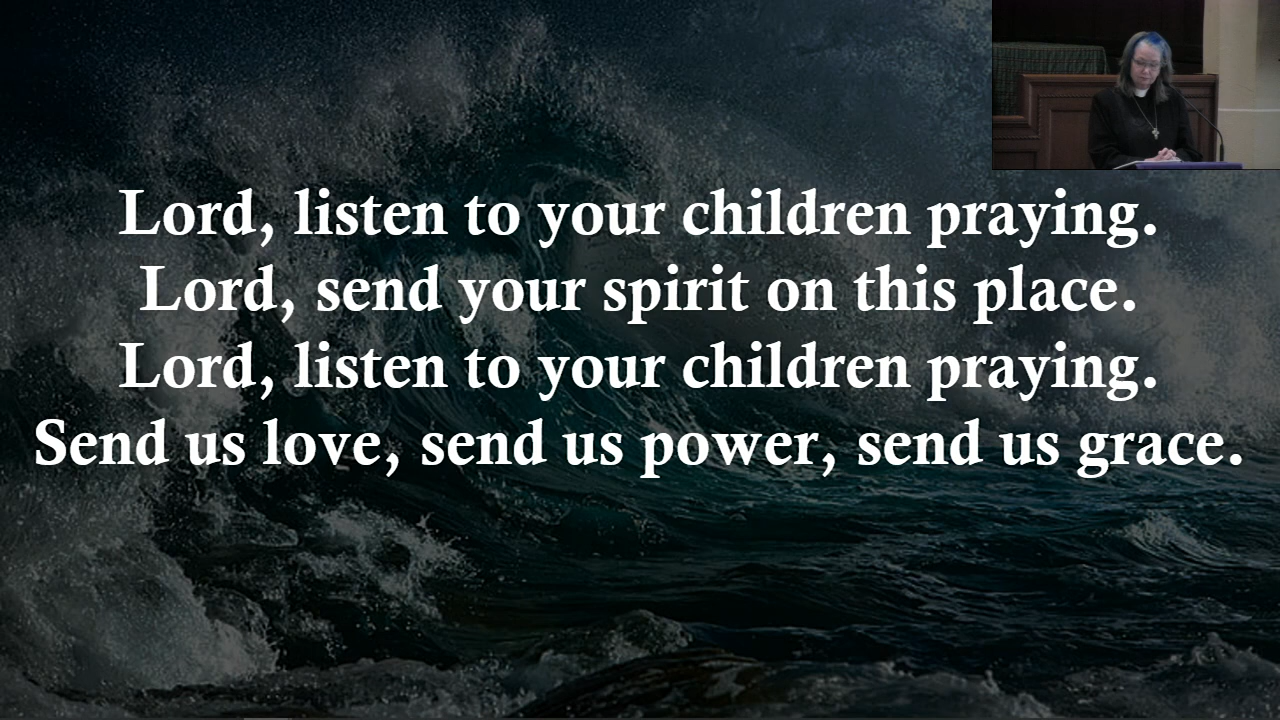 Lord, listen to your children praying.
Lord, send your spirit on this place.
Lord, listen to your children praying.
Send us love, send us power, send us grace.